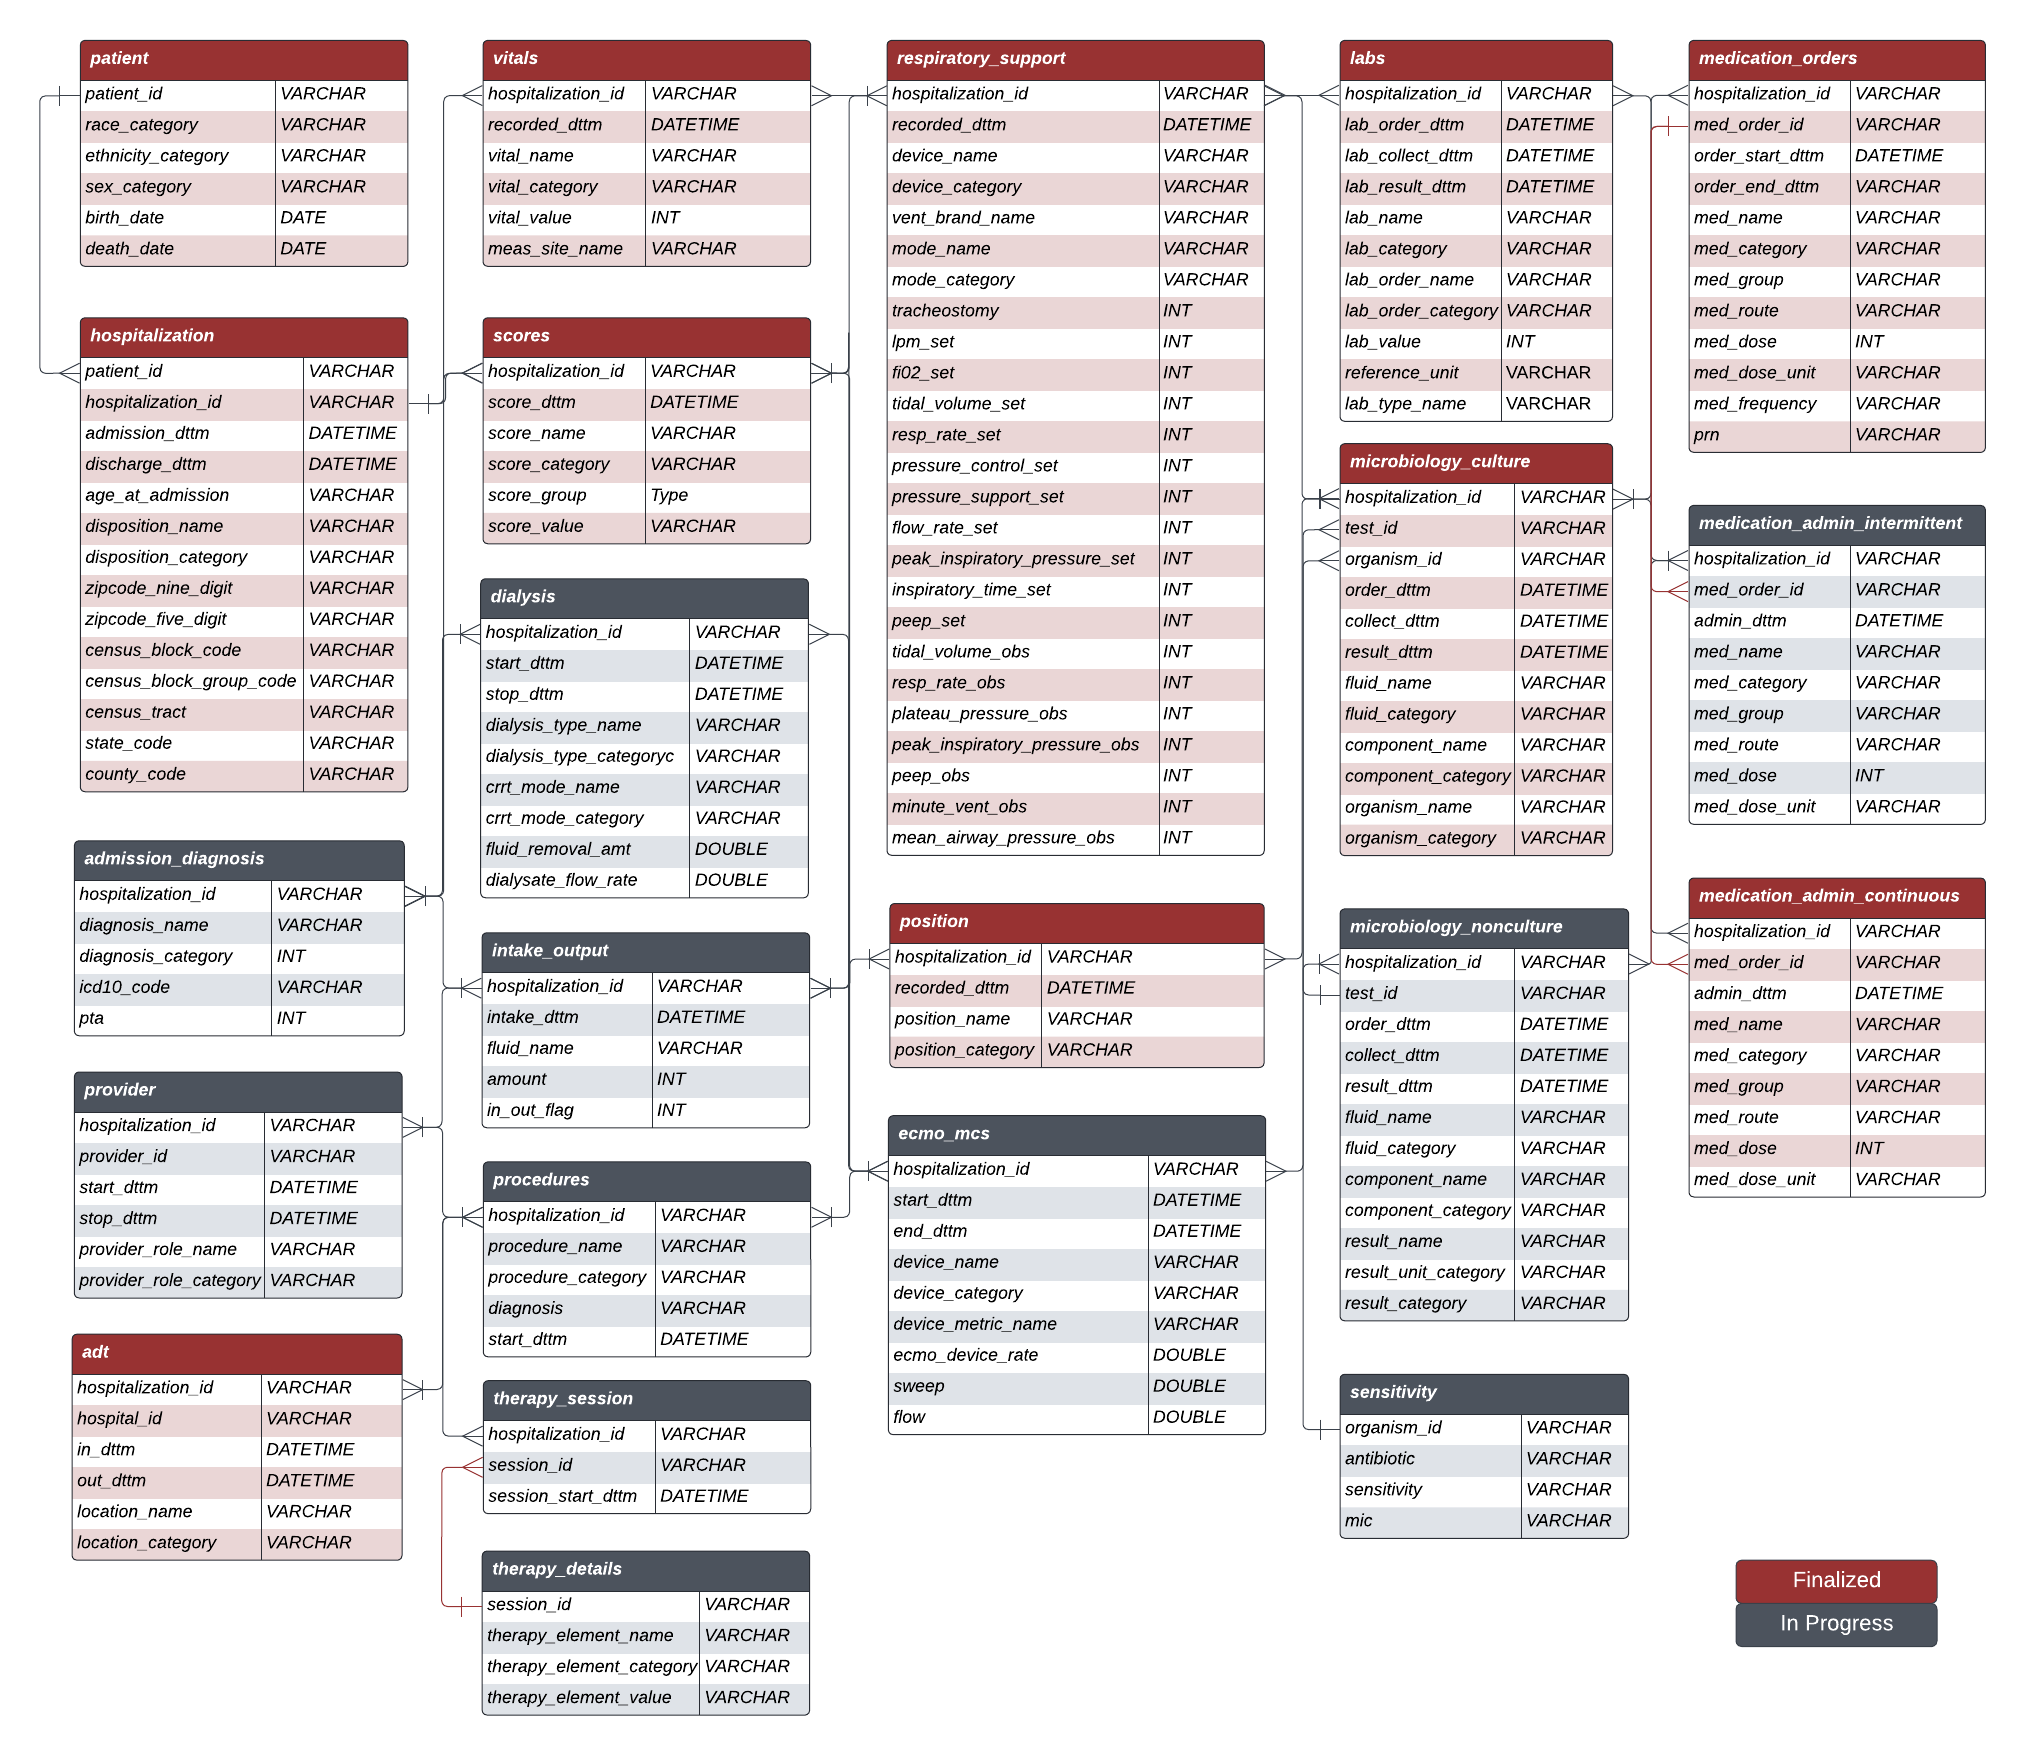 patient
patient_id VARCHAR
race_category VARCHAR
ethnicity_category VARCHAR
sex_category VARCHAR
birth_date DATE
death_date DATE
hospitalization
patient_id VARCHAR
hospitalization_id VARCHAR
admission_dttm DATETIME
discharge_dttm DATETIME
age_at_admission VARCHAR
disposition_name VARCHAR
disposition_category VARCHAR
zipcode_nine_digit VARCHAR
zipcode_five_digit VARCHAR
census_block_code VARCHAR
census_block_group_code VARCHAR
census_tract VARCHAR
state_code VARCHAR
county_code VARCHAR
admission_diagnosis
hospitalization_id VARCHAR
diagnosis_name VARCHAR
diagnosis_category INT
icd10_code VARCHAR
pta INT
provider
hospitalization_id VARCHAR
provider_id VARCHAR
start_dttm DATETIME
stop_dttm DATETIME
provider_role_name VARCHAR
provider_role_category VARCHAR
adt
hospitalization_id VARCHAR
hospital_id VARCHAR
in_dttm DATETIME
out_dttm DATETIME
location_name VARCHAR
location_category VARCHAR
vitals
hospitalization_id VARCHAR
recorded_dttm DATETIME
vital_name VARCHAR
vital_category VARCHAR
vital_value INT
meas_site_name VARCHAR
scores
hospitalization_id VARCHAR
score_dttm DATETIME
score_name VARCHAR
score_category VARCHAR
score_group Type
score_value VARCHAR
dialysis
hospitalization_id VARCHAR
start_dttm DATETIME
stop_dttm DATETIME
dialysis_type_name VARCHAR
dialysis_type_categoryc VARCHAR
crrt_mode_name VARCHAR
crrt_mode_category VARCHAR
fluid_removal_amt DOUBLE
dialysate_flow_rate DOUBLE
intake_output
hospitalization_id VARCHAR
intake_dttm DATETIME
fluid_name VARCHAR
amount INT
in_out_flag INT
procedures
hospitalization_id VARCHAR
procedure_name VARCHAR
procedure_category VARCHAR
diagnosis VARCHAR
start_dttm DATETIME
therapy_session
hospitalization_id VARCHAR
session_id VARCHAR
session_start_dttm DATETIME
therapy_details
session_id VARCHAR
therapy_element_name VARCHAR
therapy_element_category VARCHAR
therapy_element_value VARCHAR
respiratory_support
hospitalization_id VARCHAR
recorded_dttm DATETIME
device_name VARCHAR
device_category VARCHAR
vent_brand_name VARCHAR
mode_name VARCHAR
mode_category VARCHAR
tracheostomy INT
lpm_set INT
fi02_set INT
tidal_volume_set INT
resp_rate_set INT
pressure_control_set INT
pressure_support_set INT
flow_rate_set INT
peak_inspiratory_pressure_set INT
inspiratory_time_set INT
peep_set INT
tidal_volume_obs INT
resp_rate_obs INT
plateau_pressure_obs INT
peak_inspiratory_pressure_obs INT
peep_obs INT
minute_vent_obs INT
mean_airway_pressure_obs INT
position
hospitalization_id VARCHAR
recorded_dttm DATETIME
position_name VARCHAR
position_category VARCHAR
ecmo_mcs
hospitalization_id VARCHAR
start_dttm DATETIME
end_dttm DATETIME
device_name VARCHAR
device_category VARCHAR
device_metric_name VARCHAR
ecmo_device_rate DOUBLE
sweep DOUBLE
flow DOUBLE
labs
hospitalization_id VARCHAR
lab_order_dttm DATETIME
lab_collect_dttm DATETIME
lab_result_dttm DATETIME
lab_name VARCHAR
lab_category VARCHAR
lab_order_name VARCHAR
lab_order_category VARCHAR
lab_value INT
reference_unit VARCHAR
lab_type_name VARCHAR
microbiology_culture
hospitalization_id VARCHAR
test_id VARCHAR
organism_id VARCHAR
order_dttm DATETIME
collect_dttm DATETIME
result_dttm DATETIME
fluid_name VARCHAR
fluid_category VARCHAR
component_name VARCHAR
component_category VARCHAR
organism_name VARCHAR
organism_category VARCHAR
microbiology_nonculture
hospitalization_id VARCHAR
test_id VARCHAR
order_dttm DATETIME
collect_dttm DATETIME
result_dttm DATETIME
fluid_name VARCHAR
fluid_category VARCHAR
component_name VARCHAR
component_category VARCHAR
result_name VARCHAR
result_unit_category VARCHAR
result_category VARCHAR
sensitivity
organism_id VARCHAR
antibiotic VARCHAR
sensitivity VARCHAR
mic VARCHAR
medication_orders
hospitalization_id VARCHAR
med_order_id VARCHAR
order_start_dttm DATETIME
order_end_dttm VARCHAR
med_name VARCHAR
med_category VARCHAR
med_group VARCHAR
med_route VARCHAR
med_dose INT
med_dose_unit VARCHAR
med_frequency VARCHAR
prn VARCHAR
medication_admin_intermittent
hospitalization_id VARCHAR
med_order_id VARCHAR
admin_dttm DATETIME
med_name VARCHAR
med_category VARCHAR
med_group VARCHAR
med_route VARCHAR
med_dose INT
med_dose_unit VARCHAR
medication_admin_continuous
hospitalization_id VARCHAR
med_order_id VARCHAR
admin_dttm DATETIME
med_name VARCHAR
med_category VARCHAR
med_group VARCHAR
med_route VARCHAR
med_dose INT
med_dose_unit VARCHAR
Finalized
In Progress